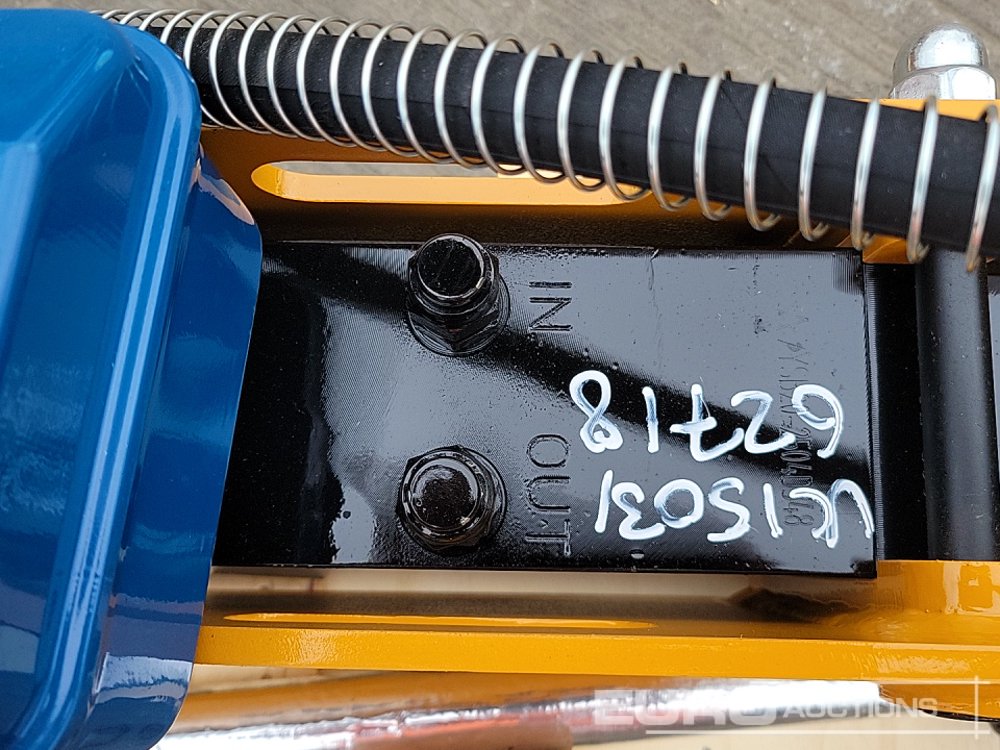 IN
OUT
62718
UC15031
EURO AUCTIONS